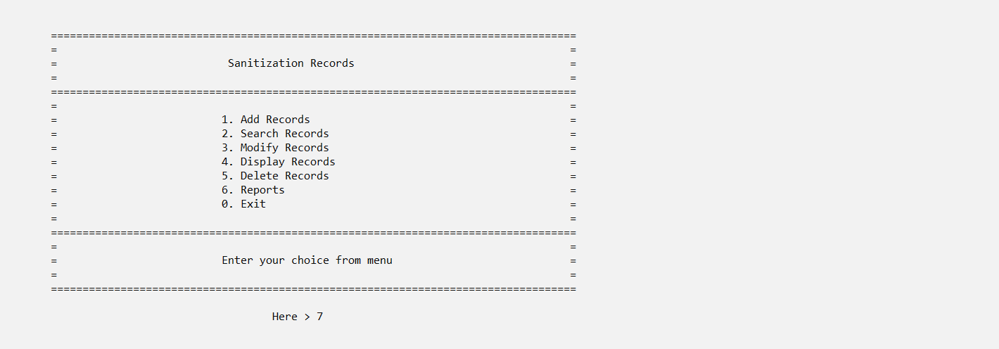 ===================================================================================
=                                                                                 =
=                           Sanitization Records                                  =
=                                                                                 =
===================================================================================
=                                                                                 =
=                          1. Add Records                                         =
=                          2. Search Records                                      =
=                          3. Modify Records                                      =
=                          4. Display Records                                     =
=                          5. Delete Records                                      =
=                          6. Reports                                             =
=                          0. Exit                                                =
=                                                                                 =
===================================================================================
=                                                                                 =
=                          Enter your choice from menu                            =
=                                                                                 =
===================================================================================
                                   Here > 7